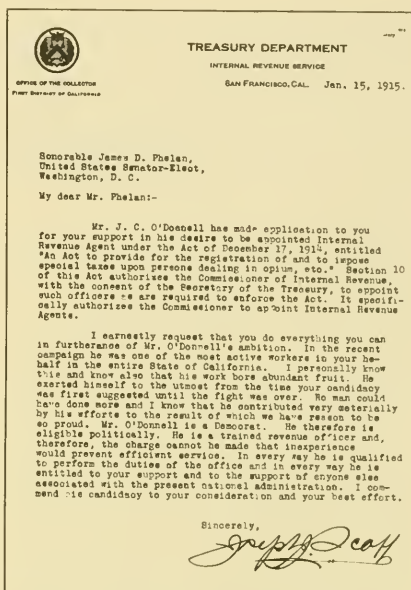 TREASURY DEPARTMENT
INTERNAL REVENUE SERVICE
OFFICE OF THE COLLECTOR
FIRST DISTRICT OF CALIFORNIA
SAN FRANCISCO, CAL. Jan. 15, 1915.
Honorable James D. Phelan,
United States Senator-Elect,
Washington, D. C.
My dear Mr. Phelan:-
Mr. J. C. O'Donnell has made application to you
for your support in his desire to be appointed Internal
Revenue Agent under the Act of December 17, 1914, entitled
"An Act to provide for the registration of and to impose
special taxes upon persons dealing in opium, etc." Section 10
of this Act authorizes the Commissioner of Internal Revenue,
with the consent of the Secretary of the Treasury, to appoint
such officers as are required to enforce the Act. It specifi-
cally authorizes the Commissioner to appoint Internal Revenue
Agents.
I earnestly request that you do everything you can
in furtherance of Mr. O'Donnell's ambition. In the recent
campaign he was one of the most active workers in your be-
half in the entire State of California. I personally know
this and know also that his work bore abundant fruit. He
exerted himself to the utmost from the time your candidacy
was first suggested until the fight was over. No man could
have done more and I know that he contributed very materially
by his efforts to the result of which we have reason to be
so proud. Mr. O'Donnell is a Democrat. He therefore is
eligible politically. He is a trained revenue officer and,
therefore, the charge cannot be made that inexperience
would prevent efficient service. In every way he is qualified
to perform the duties of the office and in every way he is
entitled to your support and to the support of anyone else
associated with the present national administration. I com-
mend his candidacy to your consideration and your best effort.
Sincerely,
Joseph J. Scott